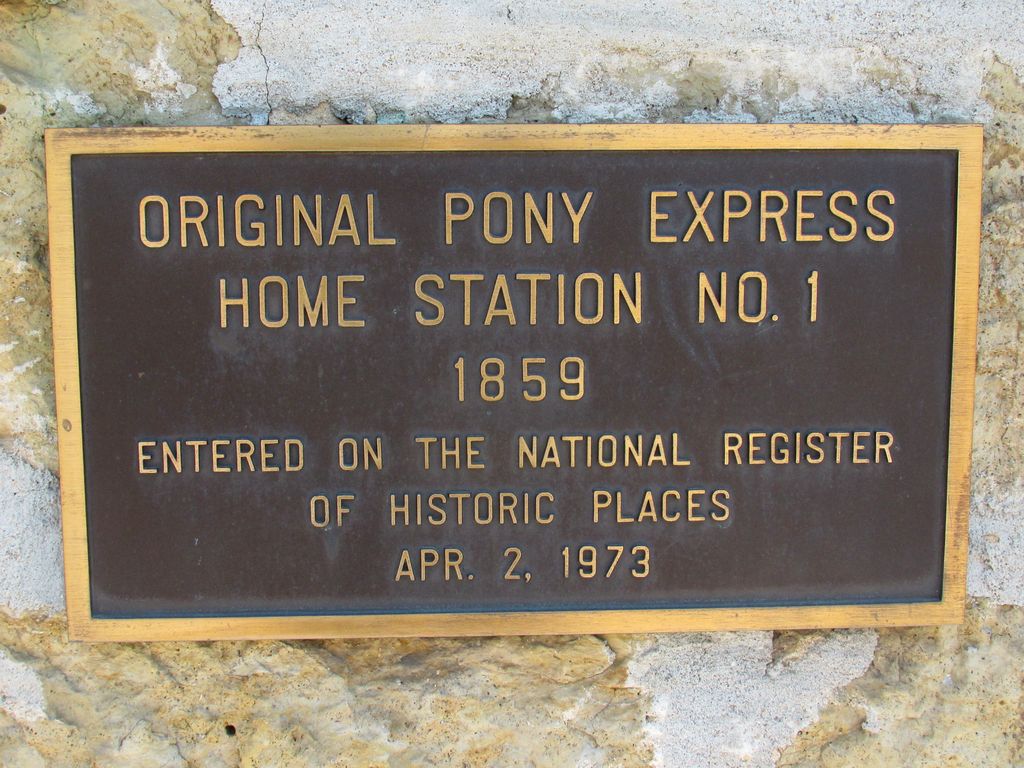 ORIGINAL PONY EXPRESS
HOME STATION NO. 1
1859
ENTERED ON THE NATIONAL REGISTER
OF HISTORIC PLACES
APR. 2, 1973